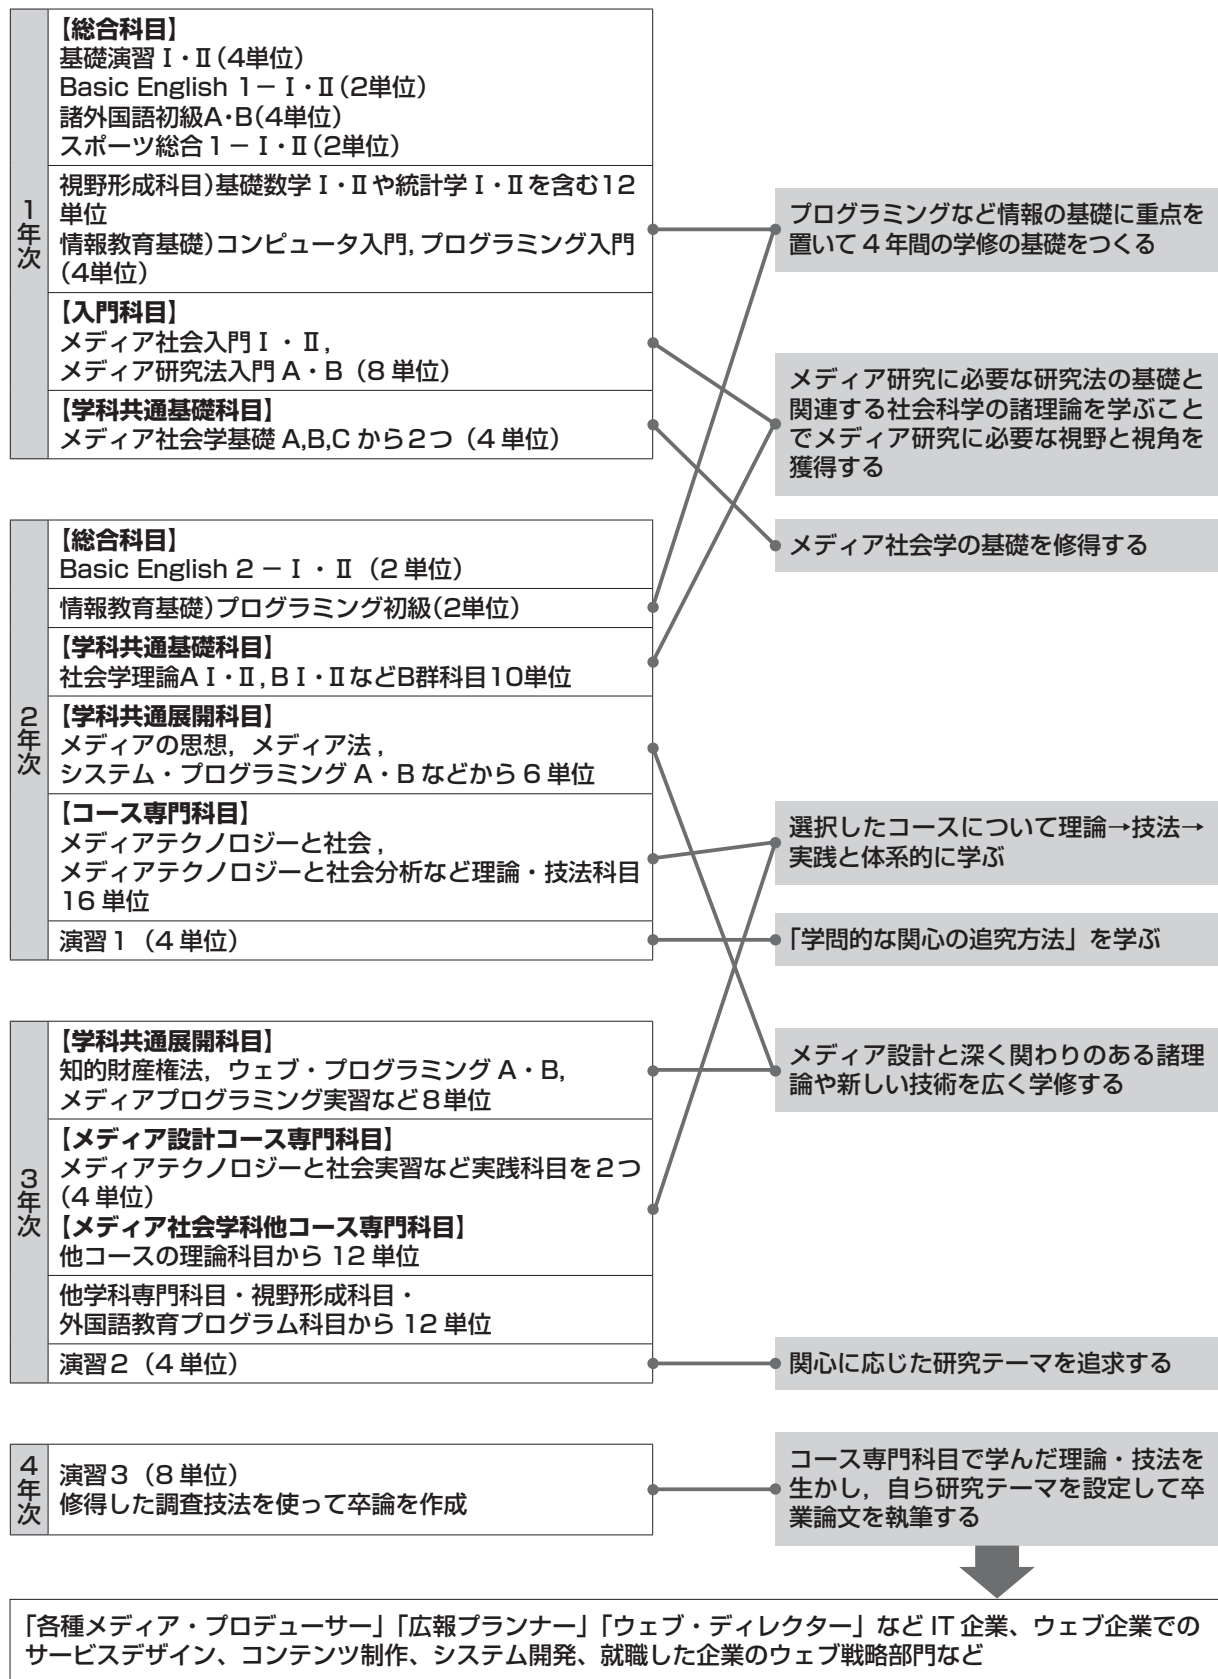 1年次
【総合科目】
基礎演習Ⅰ・Ⅱ(4単位)
Basic English 1－Ⅰ・Ⅱ(2単位)
諸外国語初級A・B(4単位)
スポーツ総合1－Ⅰ・Ⅱ(2単位)
視野形成科目)基礎数学Ⅰ・Ⅱや統計学Ⅰ・Ⅱを含む12
単位
情報教育基礎)コンピュータ入門,プログラミング入門
(4単位)
【入門科目】
メディア社会入門Ⅰ・Ⅱ,
メディア研究法入門A・B(8単位)
【学科共通基礎科目】
メディア社会学基礎A,B,Cから2つ(4単位)
プログラミングなど情報の基礎に重点を
置いて4年間の学修の基礎をつくる
メディア研究に必要な研究法の基礎と
関連する社会科学の諸理論を学ぶこと
でメディア研究に必要な視野と視角を
獲得する
メディア社会学の基礎を修得する
2年次
【総合科目】
Basic English 2－Ⅰ・Ⅱ(2単位)
情報教育基礎)プログラミング初級(2単位)
【学科共通基礎科目】
社会学理論AⅠ・Ⅱ,BⅠ・ⅡなどB群科目10単位
【学科共通展開科目】
メディアの思想,メディア法,
システム・プログラミングA・Bなどから6単位
【コース専門科目】
メディアテクノロジーと社会,
メディアテクノロジーと社会分析など理論・技法科目
16単位
演習1(4単位)
選択したコースについて理論→技法→
実践と体系的に学ぶ
「学問的な関心の追究方法」を学ぶ
3年次
【学科共通展開科目】
知的財産権法,ウェブ・プログラミングA・B,
メディアプログラミング実習など8単位
【メディア設計コース専門科目】
メディアテクノロジーと社会実習など実践科目を2つ
(4単位)
【メディア社会学科他コース専門科目】
他コースの理論科目から12単位
他学科専門科目・視野形成科目・
外国語教育プログラム科目から12単位
演習2(4単位)
メディア設計と深く関わりのある諸理
論や新しい技術を広く学修する
関心に応じた研究テーマを追求する
4年次
演習3(8単位)
修得した調査技法を使って卒論を作成
コース専門科目で学んだ理論・技法を
生かし,自ら研究テーマを設定して卒
業論文を執筆する
「各種メディア・プロデューサー」「広報プランナー」「ウェブ・ディレクター」などIT企業、ウェブ企業での
サービスデザイン、コンテンツ制作、システム開発、就職した企業のウェブ戦略部門など